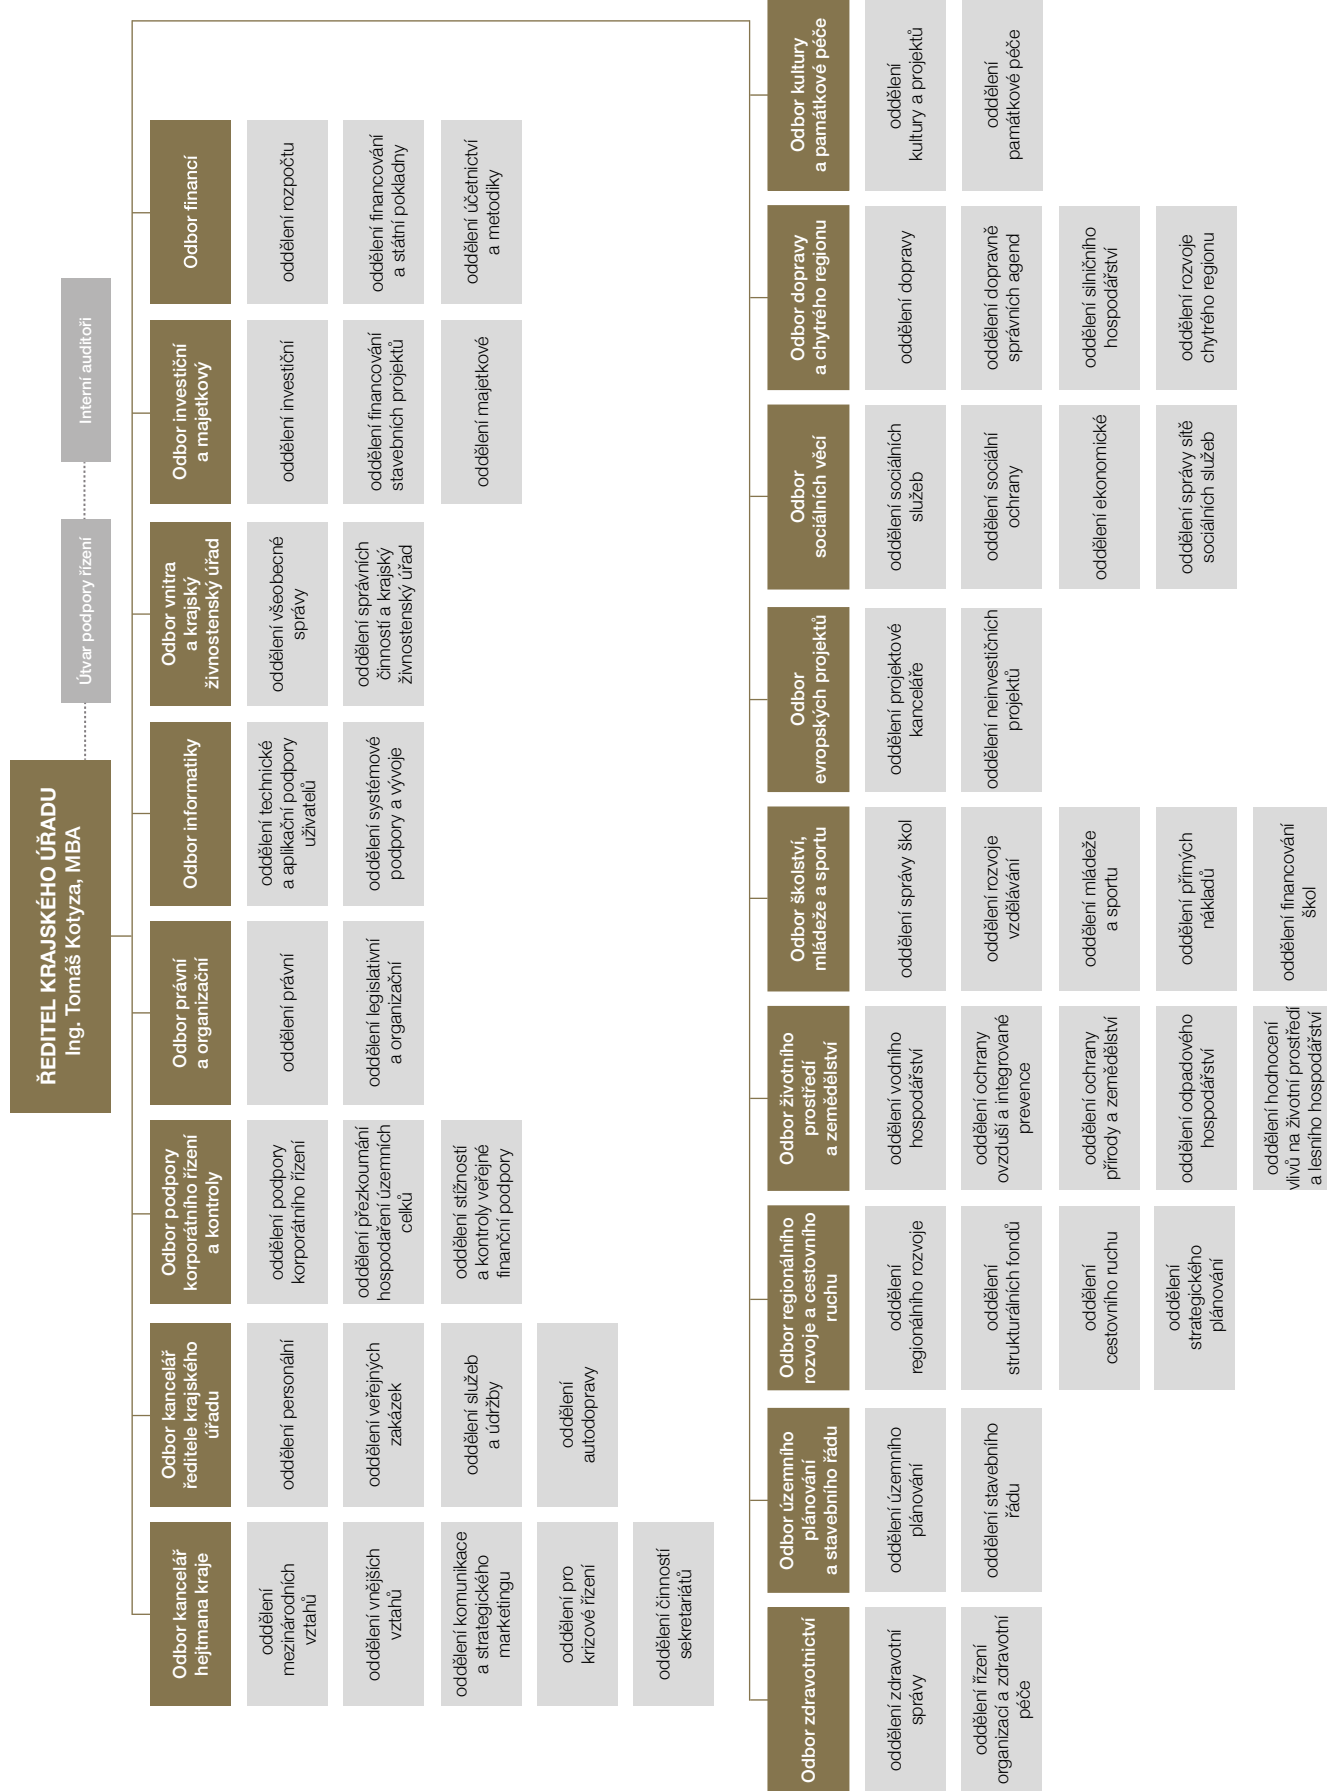 ŘEDITEL KRAJSKÉHO ÚŘADU
Ing. Tomáš Kotyza, MBA
Útvar podpory řízení
Interní auditoři
Odbor kancelář
hejtmana kraje
oddělení
mezinárodních
vztahů
oddělení vnějších
vztahů
oddělení komunikace
a strategického
marketingu
oddělení pro
krizové řízení
oddělení činností
sekretariátů
Odbor kancelář
ředitele krajského
úřadu
oddělení personální
oddělení veřejných
zakázek
oddělení služeb
a údržby
oddělení
autodopravy
Odbor podpory
korporátního řízení
a kontroly
oddělení podpory
korporátního řízení
oddělení přezkoumání
hospodaření územních
celků
oddělení stížností
a kontroly veřejné
finanční podpory
Odbor právní
a organizační
oddělení právní
oddělení legislativní
a organizační
Odbor informatiky
oddělení technické
a aplikační podpory
uživatelů
oddělení systémové
podpory a vývoje
Odbor vnitra
a krajský
živnostenský úřad
oddělení všeobecné
správy
oddělení správních
činností a krajský
živnostenský úřad
Odbor investiční
a majetkový
oddělení investiční
oddělení financování
stavebních projektů
oddělení majetkové
Odbor financí
oddělení rozpočtu
oddělení financování
a státní pokladny
oddělení účetnictví
a metodiky
Odbor zdravotnictví
oddělení zdravotní
správy
oddělení řízení
organizací a zdravotní
péče
Odbor územního
plánování
a stavebního řádu
oddělení územního
plánování
oddělení stavebního
řádu
Odbor regionálního
rozvoje a cestovního
ruchu
oddělení
regionálního rozvoje
oddělení
strukturálních fondů
oddělení
cestovního ruchu
oddělení
strategického
plánování
Odbor životního
prostředí
a zemědělství
oddělení vodního
hospodářství
oddělení ochrany
ovzduší a integrované
prevence
oddělení ochrany
přírody a zemědělství
oddělení odpadového
hospodářství
oddělení hodnocení
vlivů na životní prostředí
a lesního hospodářství
Odbor školství,
mládeže a sportu
oddělení správy škol
oddělení rozvoje
vzdělávání
oddělení mládeže
a sportu
oddělení přímých
nákladů
oddělení financování
škol
Odbor
evropských projektů
oddělení projektové
kanceláře
oddělení neinvestičních
projektů
Odbor
sociálních věcí
oddělení sociálních
služeb
oddělení sociální
ochrany
oddělení ekonomické
oddělení správy sítě
sociálních služeb
Odbor dopravy
a chytrého regionu
oddělení dopravy
oddělení dopravně
správních agend
oddělení silničního
hospodářství
oddělení rozvoje
chytrého regionu
Odbor kultury
a památkové péče
oddělení
kultury a projektů
oddělení
památkové péče